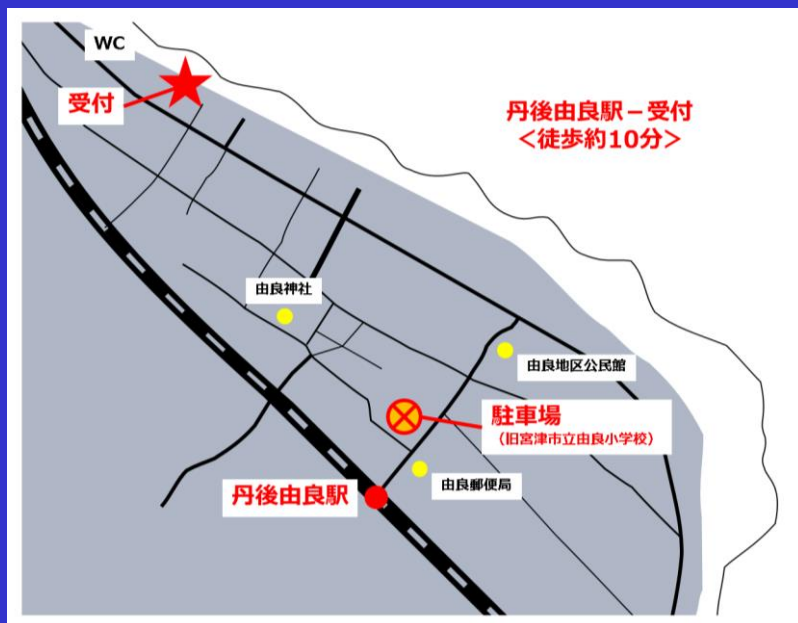 WC
受付
丹後由良駅－受付
＜徒歩約10分＞
由良神社
由良地区公民館
駐車場
（旧宮津市立由良小学校）
由良郵便局
丹後由良駅